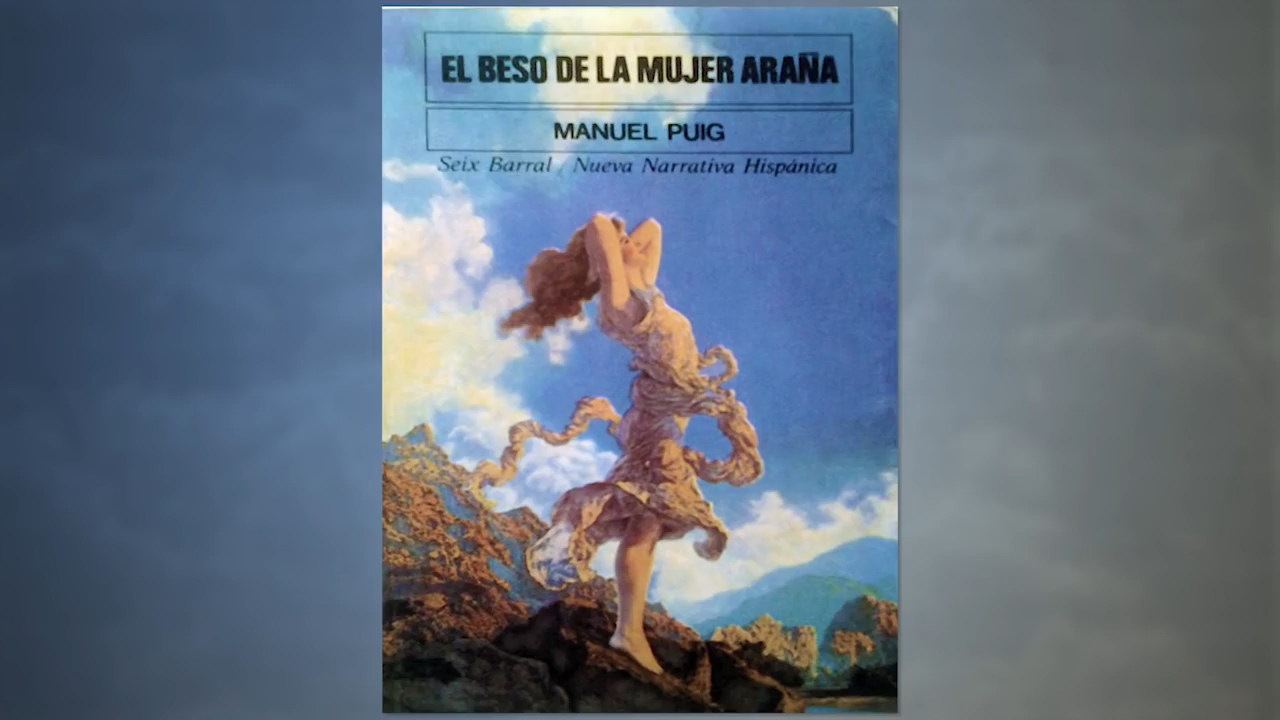 EL BESO DE LA MUJER ARAÑA
MANUEL PUIG
Seix Barral / Nueva Narrativa Hispánica